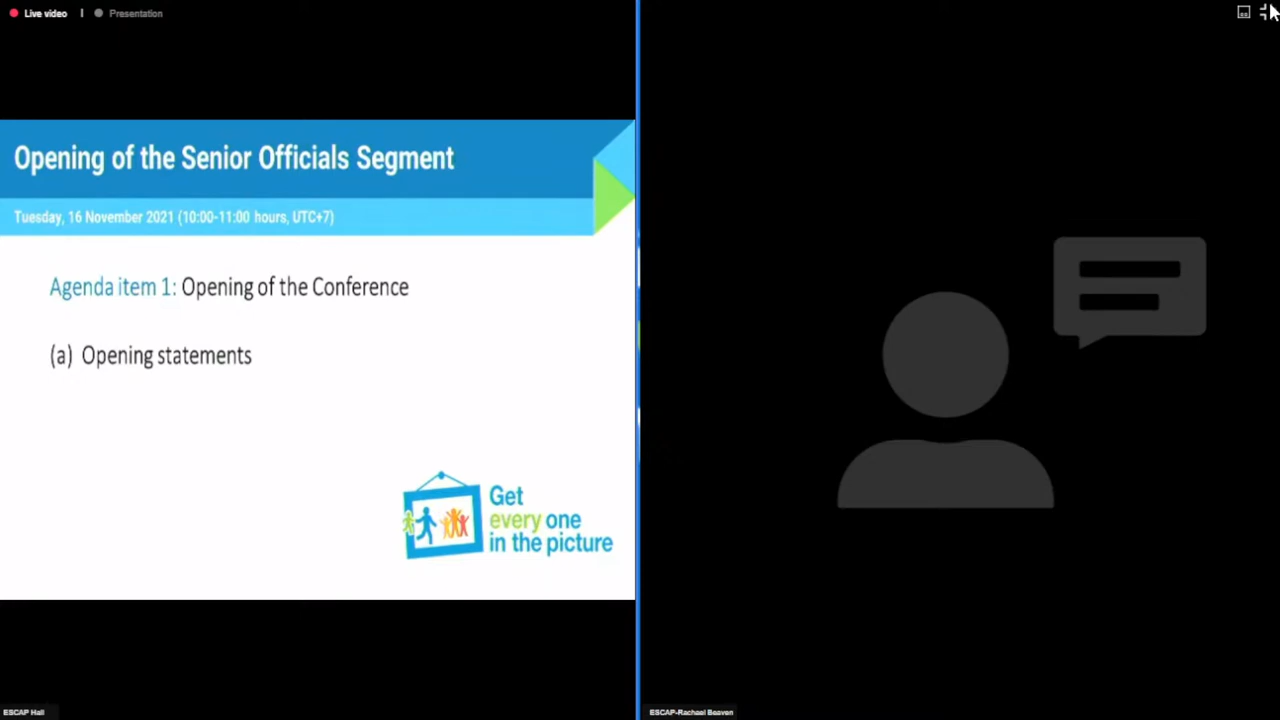 Live video
Presentation
Opening of the Senior Officials Segment
Tuesday, 16 November 2021 (10:00-11:00 hours, UTC+7)
Agenda item 1: Opening of the Conference
(a) Opening statements
Get
every one
in the picture
ESCAP Hall
ESCAP-Rachael Beaven